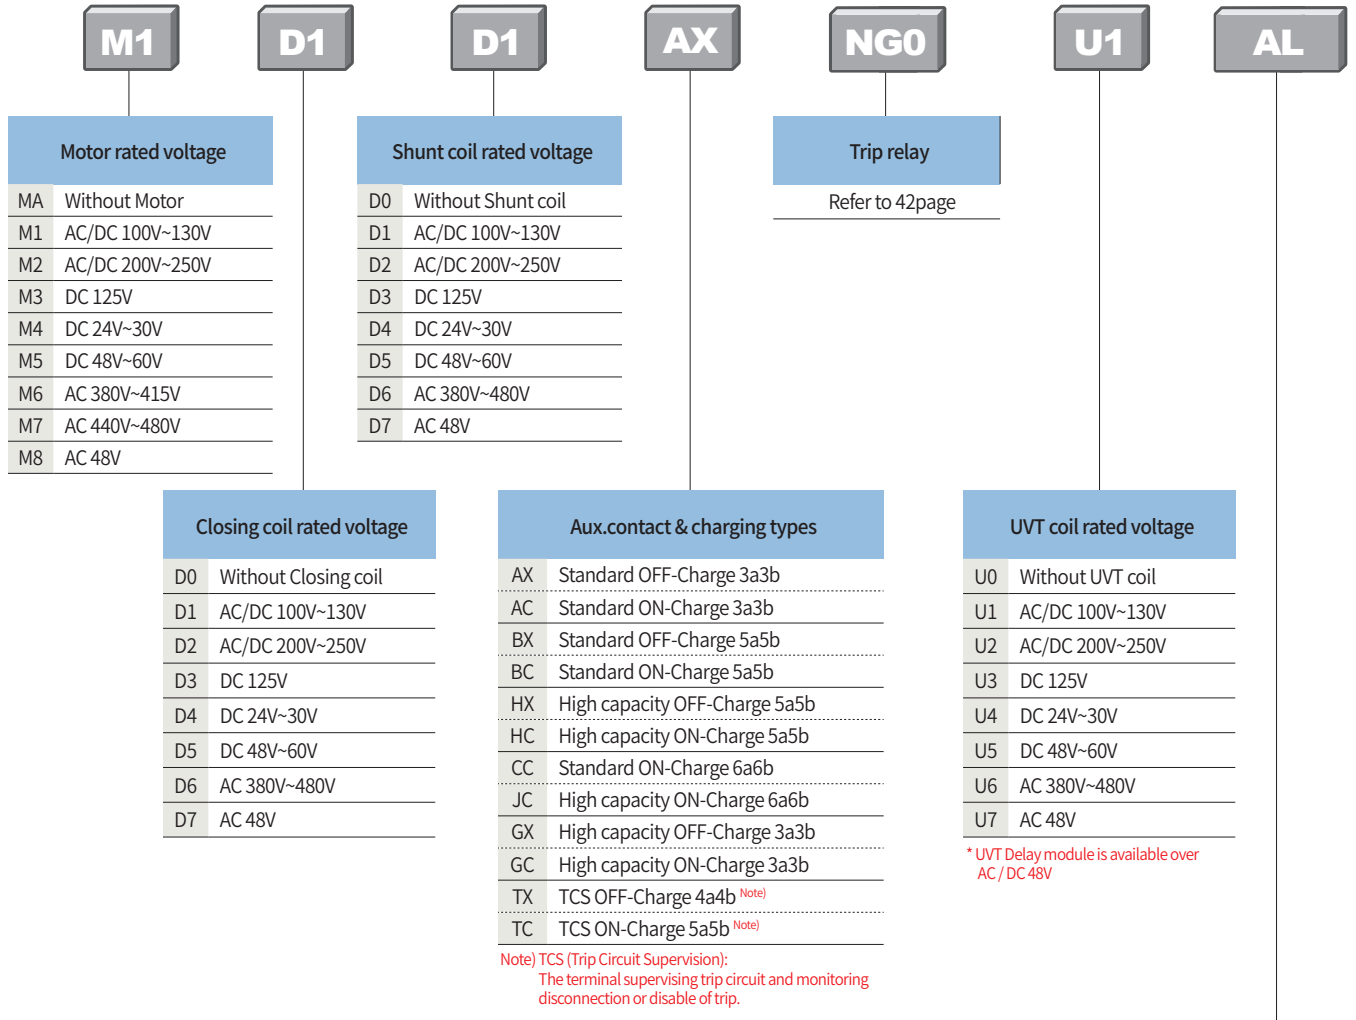 M1 D1 D1 AX NG0 U1 AL
Motor rated voltage
MA Without Motor
M1 AC/DC 100V~130V
M2 AC/DC 200V~250V
M3 DC 125V
M4 DC 24V~30V
M5 DC 48V~60V
M6 AC 380V~415V
M7 AC 440V~480V
M8 AC 48V
Shunt coil rated voltage
D0 Without Shunt coil
D1 AC/DC 100V~130V
D2 AC/DC 200V~250V
D3 DC 125V
D4 DC 24V~30V
D5 DC 48V~60V
D6 AC 380V~480V
D7 AC 48V
Trip relay
Refer to 42page
Closing coil rated voltage
D0 Without Closing coil
D1 AC/DC 100V~130V
D2 AC/DC 200V~250V
D3 DC 125V
D4 DC 24V~30V
D5 DC 48V~60V
D6 AC 380V~480V
D7 AC 48V
Aux.contact & charging types
AX Standard OFF-Charge 3a3b
AC Standard ON-Charge 3a3b
BX Standard OFF-Charge 5a5b
BC Standard ON-Charge 5a5b
HX High capacity OFF-Charge 5a5b
HC High capacity ON-Charge 5a5b
CC Standard ON-Charge 6a6b
JC High capacity ON-Charge 6a6b
GX High capacity OFF-Charge 3a3b
GC High capacity ON-Charge 3a3b
TX TCS OFF-Charge 4a4b Note)
TC TCS ON-Charge 5a5b Note)
Note) TCS (Trip Circuit Supervision):
The terminal supervising trip circuit and monitoring
disconnection or disable of trip.
UVT coil rated voltage
U0 Without UVT coil
U1 AC/DC 100V~130V
U2 AC/DC 200V~250V
U3 DC 125V
U4 DC 24V~30V
U5 DC 48V~60V
U6 AC 380V~480V
U7 AC 48V
* UVT Delay module is available over
AC / DC 48V